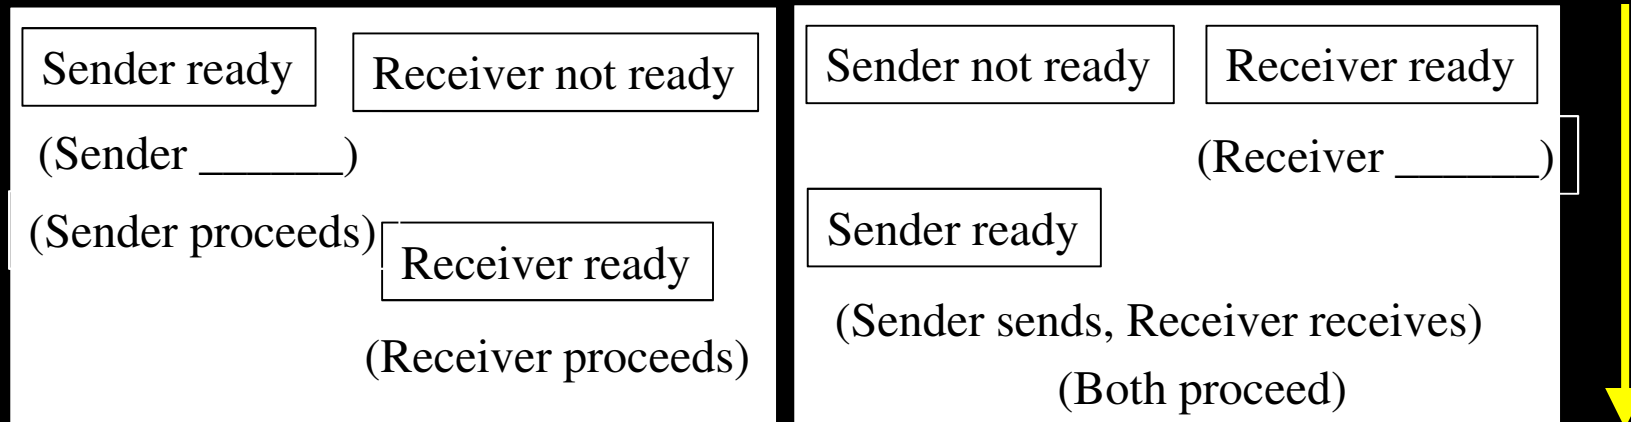 Sender ready
Receiver not ready
(Sender ______)
(Sender proceeds)
Receiver ready
(Receiver proceeds)
Sender not ready
Receiver ready
(Receiver ______)
Sender ready
(Sender sends, Receiver receives)
(Both proceed)